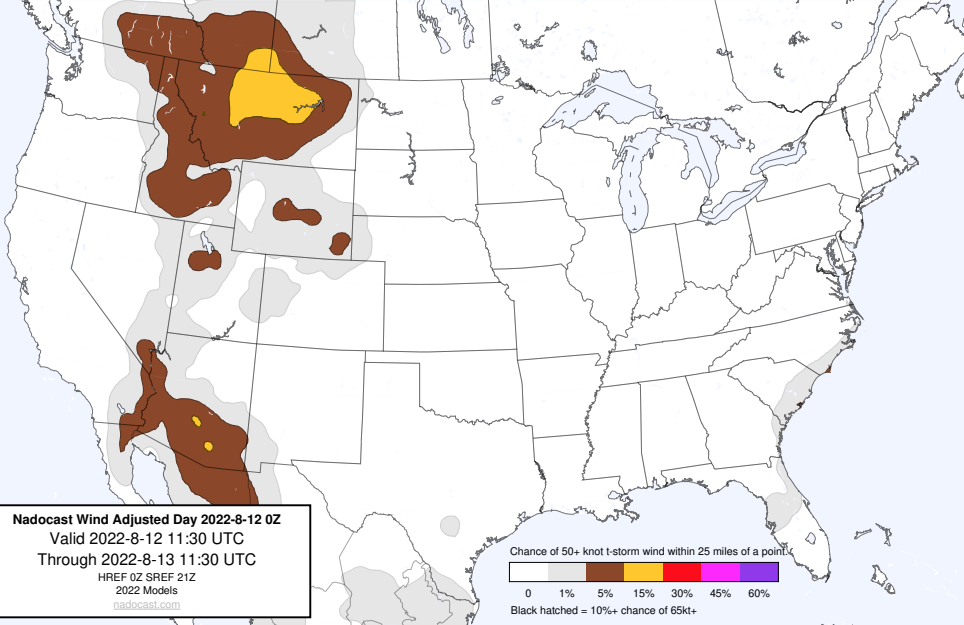 Nadocast Wind Adjusted Day 2022-8-12 0Z
Valid 2022-8-12 11:30 UTC
Through 2022-8-13 11:30 UTC
HREF 0Z SREF 21Z
2022 Models
nadocast.com
Chance of 50+ knot t-storm wind within 25 miles of a point.
0 1% 5% 15% 30% 45% 60%
Black hatched = 10%+ chance of 65kt+